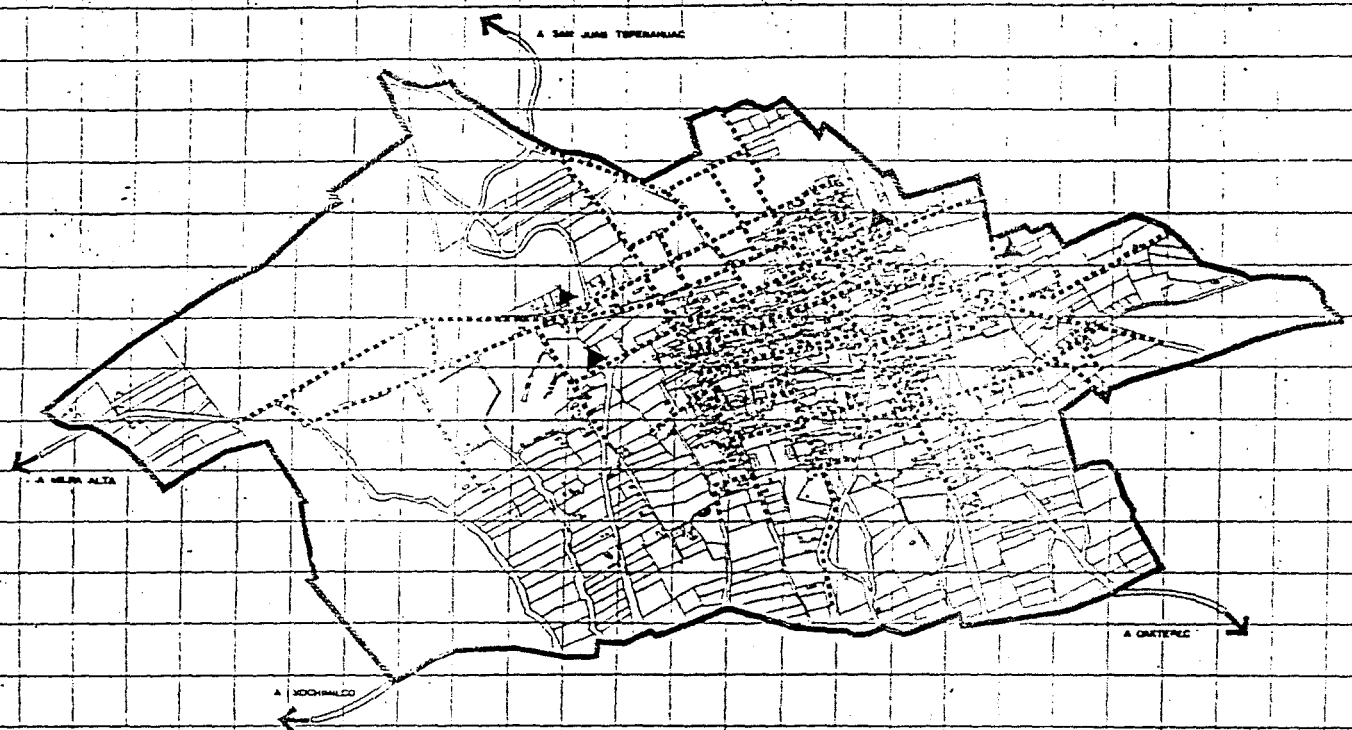 A SAN JUAN TEPENAHUAC
A MILPA ALTA
A OAXTEPEC
A XOCHIMILCO